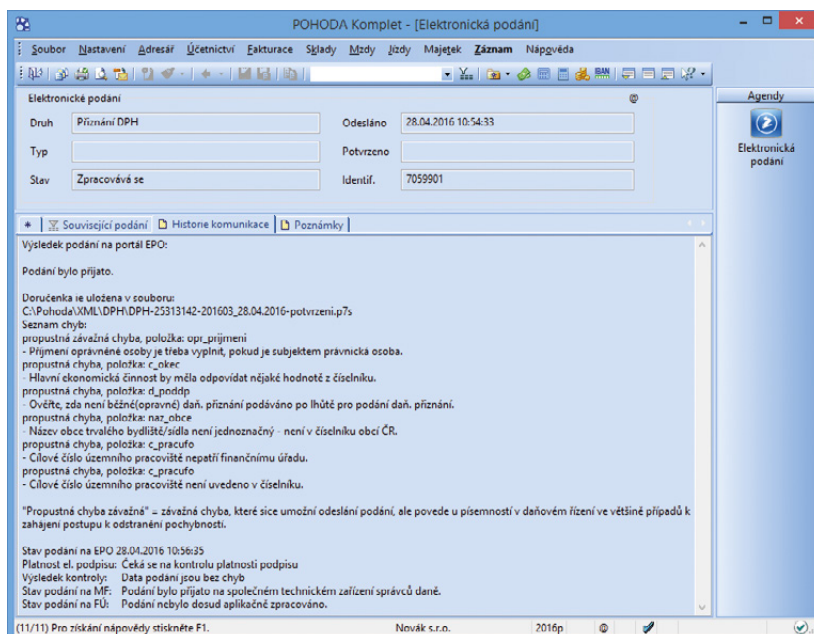 POHODA Komplet - [Elektronická podání]
Soubor Nastavení Adresář Účetnictví Fakturace Sklady Mzdy Jízdy Majetek Záznam Nápověda
Elektronické podání
@
Agendy
Druh Přiznání DPH Odesláno 28.04.2016 10:54:33
Typ Potvrzeno
Stav Zpracovává se Identif. 7059901
Elektronická
podání
* Související podání Historie komunikace Poznámky
Výsledek podání na portál EPO:
Podání bylo přijato.
Doručenka je uložena v souboru:
C:\Pohoda\XML\DPH\DPH-25313142-201603_28.04.2016-potvrzeni.p7s
Seznam chyb:
propustná závažná chyba, položka: opr_prijmeni
- Příjmení oprávněné osoby je třeba vyplnit, pokud je subjektem právnická osoba.
propustná chyba, položka: c_okec
- Hlavní ekonomická činnost by měla odpovídat nějaké hodnotě z číselníku.
propustná chyba, položka: d_poddp
- Ověřte, zda není běžné(opravné) daň. přiznání podáváno po lhůtě pro podání daň. přiznání.
propustná chyba, položka: naz_obce
- Název obce trvalého bydliště/sídla není jednoznačný - není v číselníku obcí ČR.
propustná chyba, položka: c_pracufo
- Cílové číslo územního pracoviště nepatří finančnímu úřadu.
propustná chyba, položka: c_pracufo
- Cílové číslo územního pracoviště není uvedeno v číselníku.
"Propustná chyba závažná" = závažná chyba, které sice umožní odeslání podání, ale povede u písemností v daňovém řízení ve většině případů k
zahájení postupu k odstranění pochybností.
Stav podání na EPO 28.04.2016 10:56:35
Platnost el. podpisu: Čeká se na kontrolu platnosti podpisu
Výsledek kontroly: Data podání jsou bez chyb
Stav podání na MF: Podání bylo přijato na společném technickém zařízení správců daně.
Stav podání na FÚ: Podání nebylo dosud aplikačně zpracováno.
(11/11) Pro získání nápovědy stiskněte F1. Novák s.r.o. 2016p @